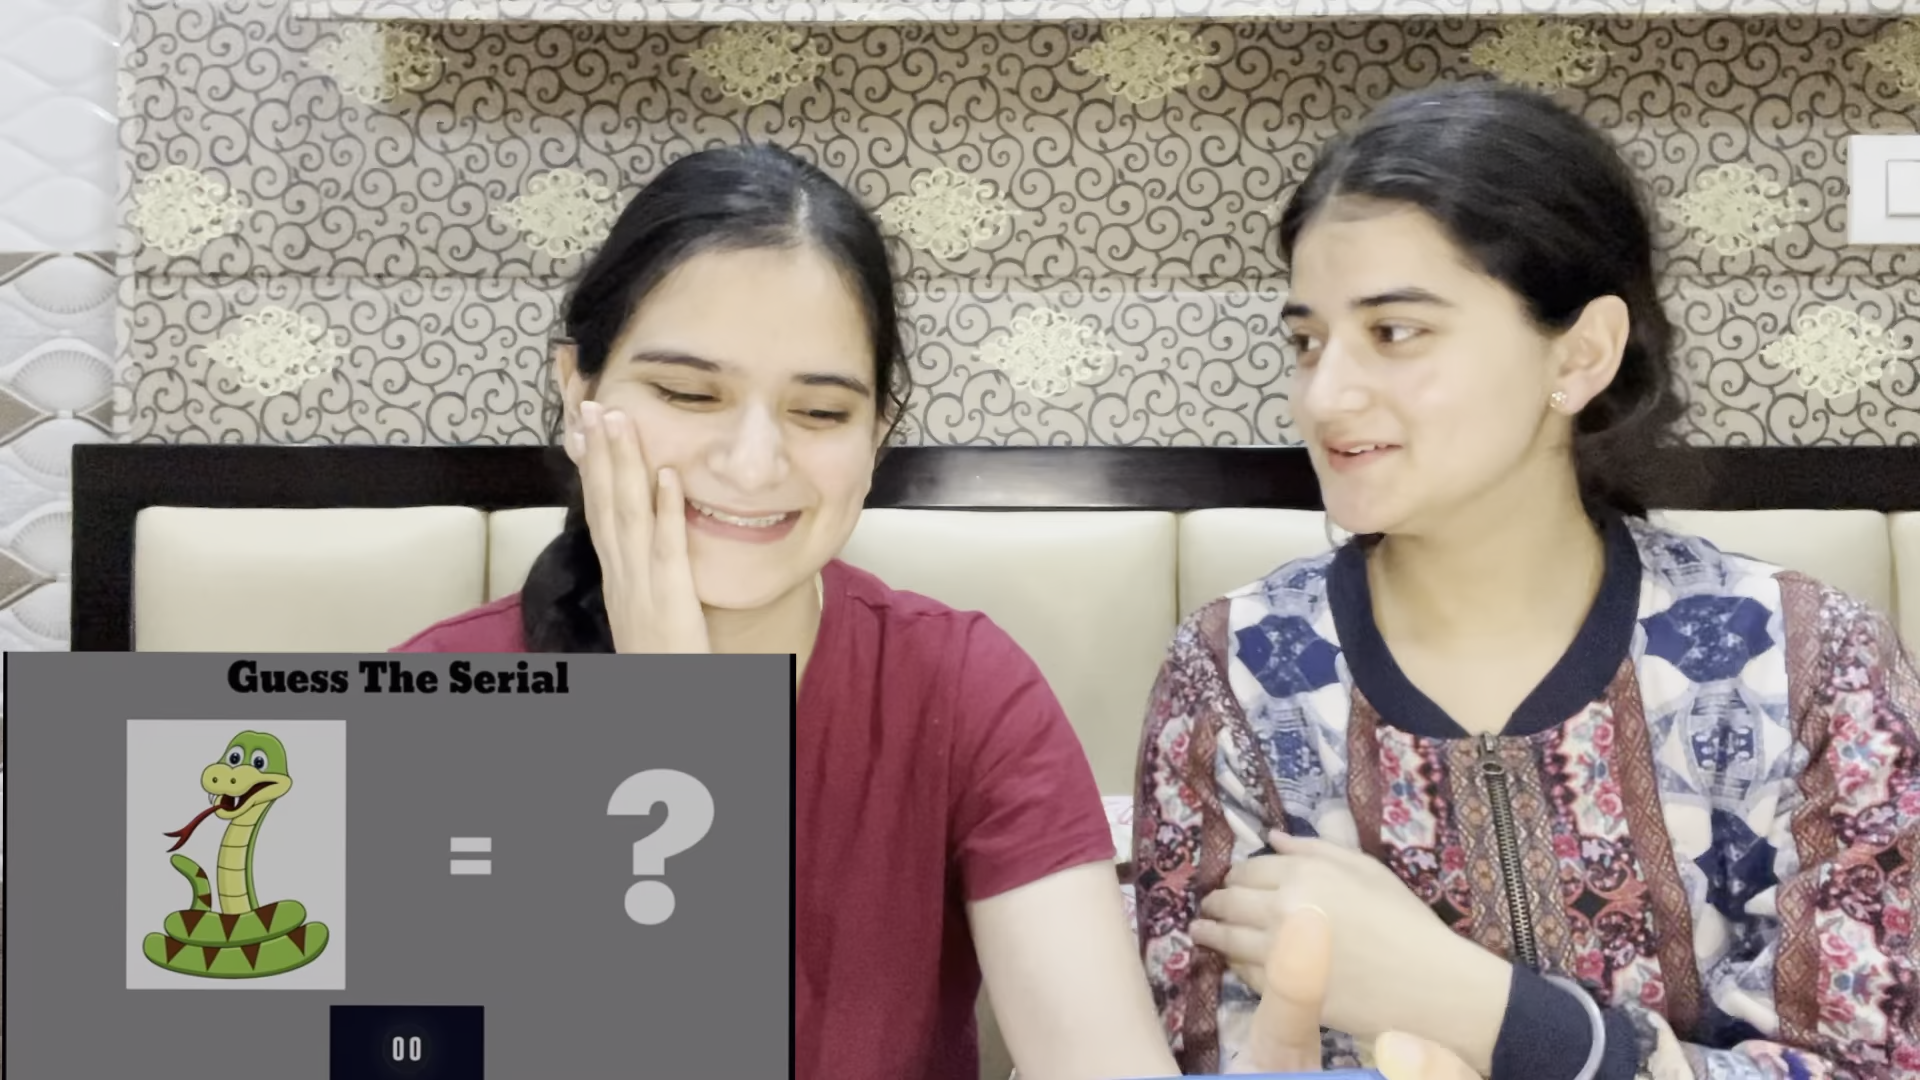 Guess The Serial
= ?
00